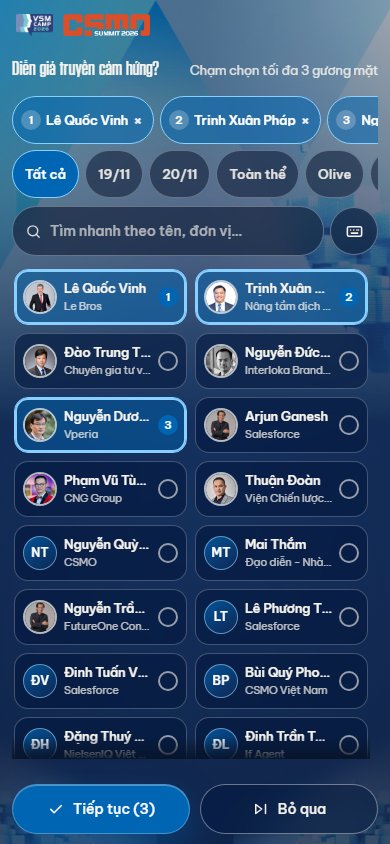 VSM
CAMP
2026
CSMO
SUMMIT 2026
Diễn giả truyền cảm hứng?
Chạm chọn tối đa 3 gương mặt
1 Lê Quốc Vinh ×
2 Trịnh Xuân Pháp ×
3 Ng
Tất cả
19/11
20/11
Toàn thể
Olive
Tìm nhanh theo tên, đơn vị...
Lê Quốc Vinh
Le Bros
1
Trịnh Xuân ...
Nâng tầm dịch ...
2
Đào Trung T...
Chuyên gia tư v...
Nguyễn Đức...
Interloka Brand...
Nguyễn Dươ...
Vperia
3
Arjun Ganesh
Salesforce
Phạm Vũ Tù...
CNG Group
Thuận Đoàn
Viện Chiến lược...
NT
Nguyễn Quỳ...
CSMO
MT
Mai Thắm
Đạo diễn - Nhà...
Nguyễn Trầ...
FutureOne Con...
LT
Lê Phương T...
Salesforce
ĐV
Đinh Tuấn V...
Salesforce
BP
Bùi Quý Pho...
CSMO Việt Nam
ĐH
Đặng Thuý ...
NielsenIQ Việt ...
ĐL
Đinh Trần T...
If Agent
Tiếp tục (3)
Bỏ qua